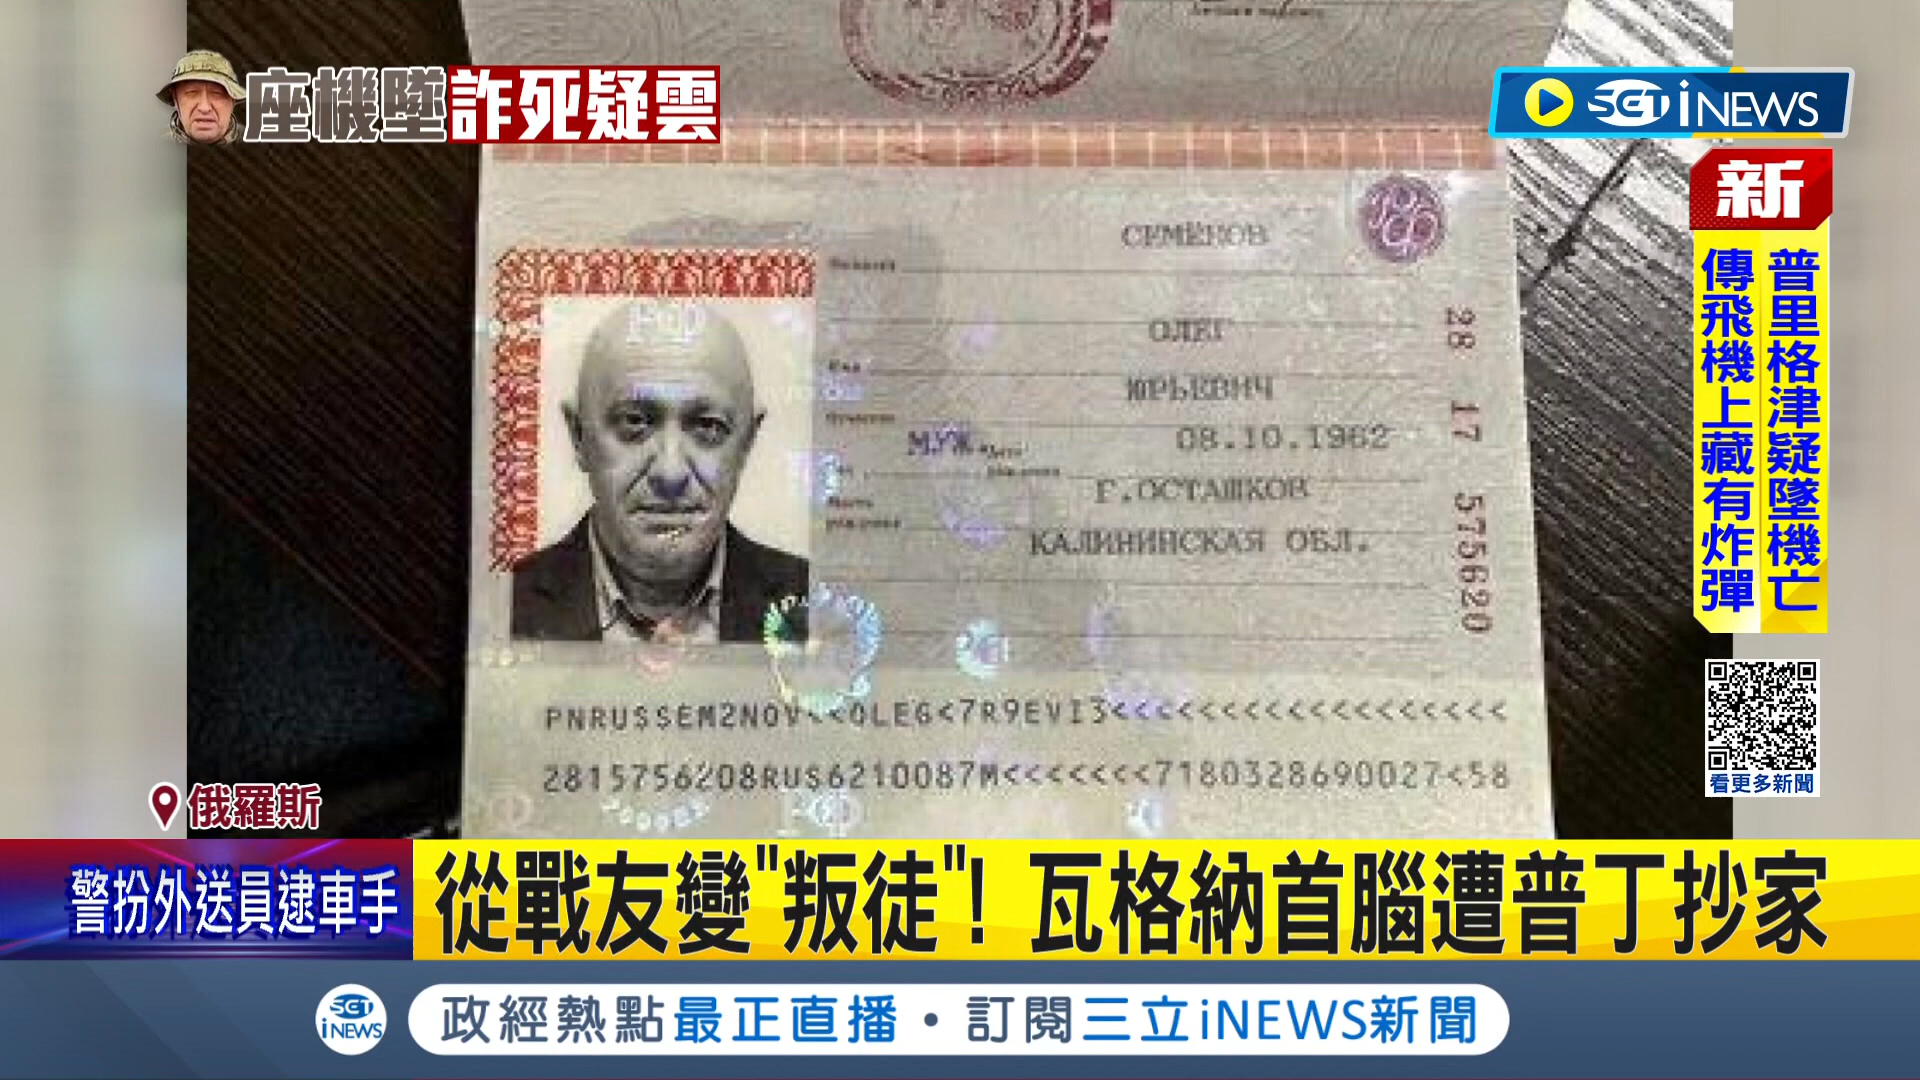 座機墜詐死疑雲
SET iNEWS
新
普里格津疑墜機亡
傳飛機上藏有炸彈
СЕМЁНОВ
ОЛЕГ
ЮРЬЕВИЧ
МУЖ. 08.10.1962
Г.ОСТАШКОВ
КАЛИНИНСКАЯ ОБЛ.
28 17 575620
PNRUSSEM2NOV<<OLEG<7R9EVI3<<<<<<<<<<<<<<<<<<
2815756208RUS6210087M<<<<<<<7180328690027<58
看更多新聞
俄羅斯
警扮外送員逮車手
從戰友變"叛徒"! 瓦格納首腦遭普丁抄家
SET iNEWS
政經熱點最正直播・訂閱三立iNEWS新聞